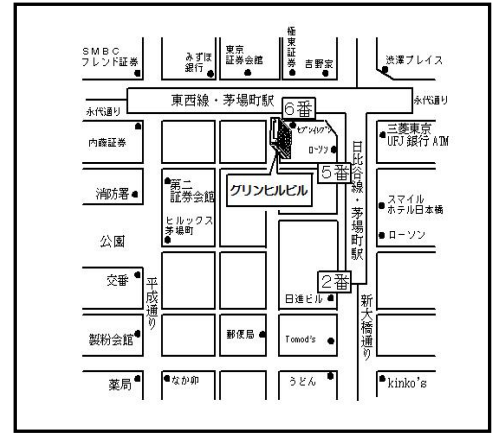 SMBC
フレンド証券
みずほ
銀行
東京
証券会館
極
東
証
券
吉野家
渋澤プレイス
永代通り
東西線・茅場町駅
6番
永代通り
内藤証券
セブンイレブン
ローソン
5番
三菱東京
UFJ銀行ATM
消防署
第二
証券会館
グリンヒルビル
日比谷線・茅場町駅
スマイル
ホテル日本橋
ヒルックス
茅場町
公園
ローソン
交番
平成通り
2番
日進ビル
新大橋通り
製粉会館
郵便局
Tomod's
薬局
なか卯
うどん
kinko's